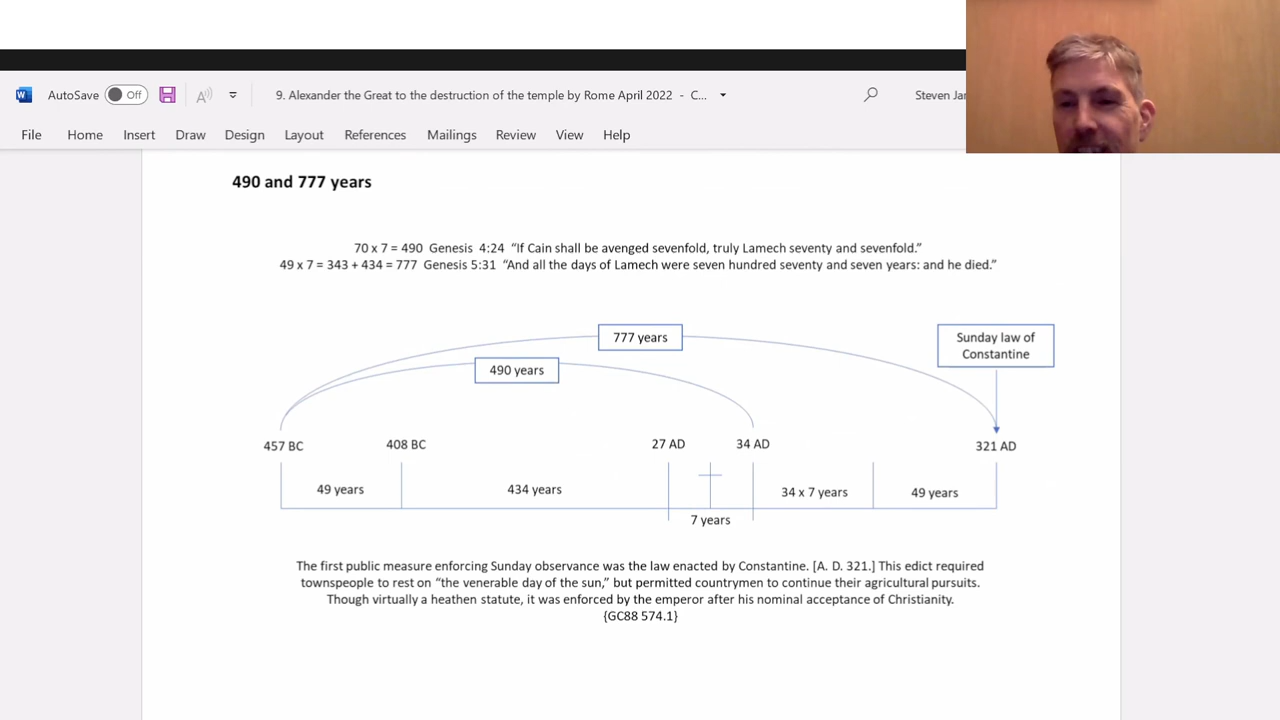 AutoSave Off 9. Alexander the Great to the destruction of the temple by Rome April 2022 - C... Steven Jar
File Home Insert Draw Design Layout References Mailings Review View Help
490 and 777 years
70 x 7 = 490 Genesis 4:24 “If Cain shall be avenged sevenfold, truly Lamech seventy and sevenfold.”
49 x 7 = 343 + 434 = 777 Genesis 5:31 “And all the days of Lamech were seven hundred seventy and seven years: and he died.”
777 years
Sunday law of
Constantine
490 years
457 BC 408 BC 27 AD 34 AD 321 AD
49 years 434 years 34 x 7 years 49 years
7 years
The first public measure enforcing Sunday observance was the law enacted by Constantine. [A. D. 321.] This edict required
townspeople to rest on “the venerable day of the sun,” but permitted countrymen to continue their agricultural pursuits.
Though virtually a heathen statute, it was enforced by the emperor after his nominal acceptance of Christianity.
{GC88 574.1}